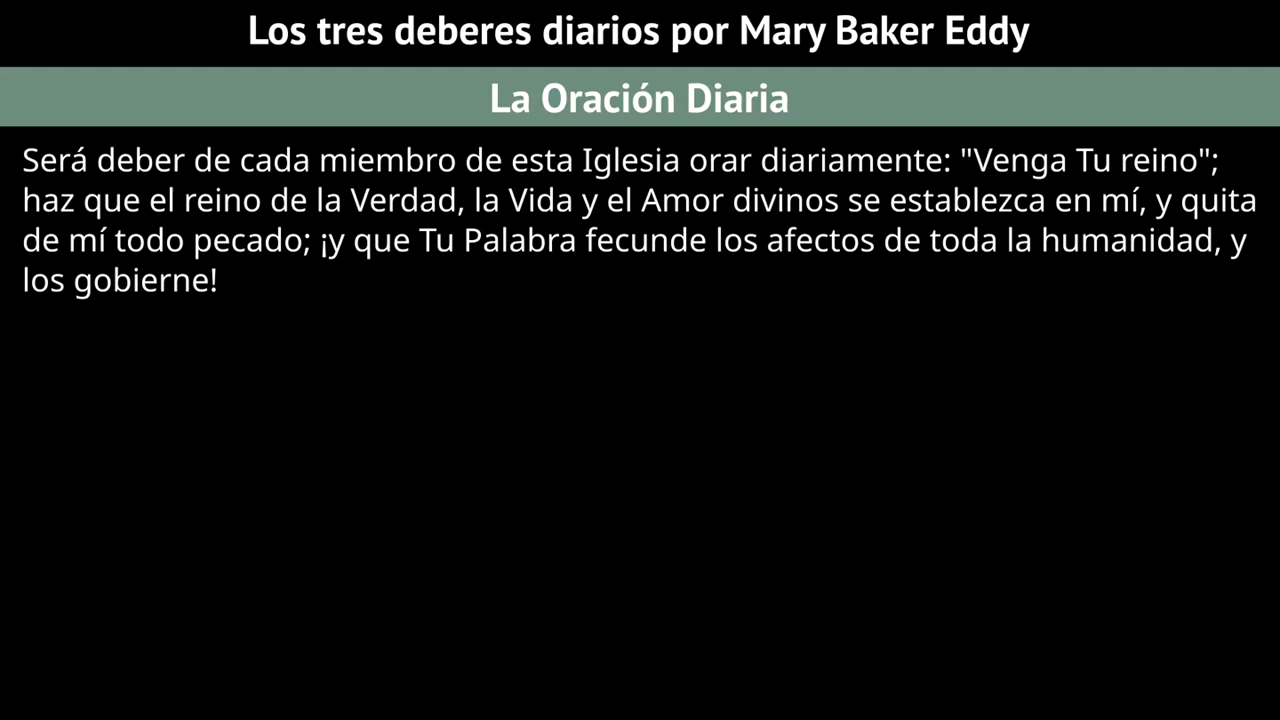 Los tres deberes diarios por Mary Baker Eddy
La Oración Diaria
Será deber de cada miembro de esta Iglesia orar diariamente: "Venga Tu reino";
haz que el reino de la Verdad, la Vida y el Amor divinos se establezca en mí, y quita
de mí todo pecado; ¡y que Tu Palabra fecunde los afectos de toda la humanidad, y
los gobierne!